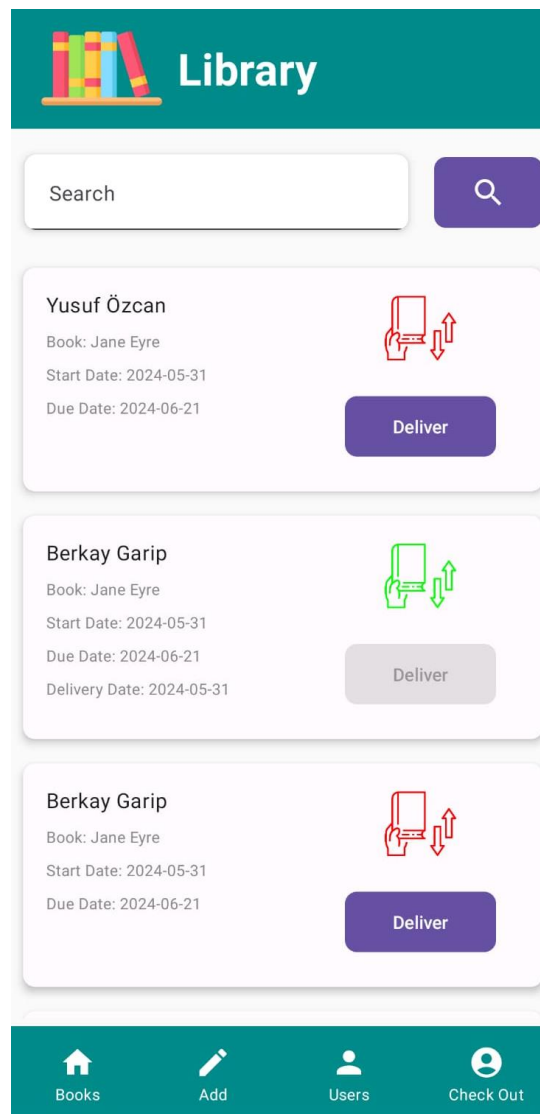 Library
Search
Yusuf Özcan
Book: Jane Eyre
Start Date: 2024-05-31
Due Date: 2024-06-21
Deliver
Berkay Garip
Book: Jane Eyre
Start Date: 2024-05-31
Due Date: 2024-06-21
Delivery Date: 2024-05-31
Deliver
Berkay Garip
Book: Jane Eyre
Start Date: 2024-05-31
Due Date: 2024-06-21
Deliver
Books Add Users Check Out